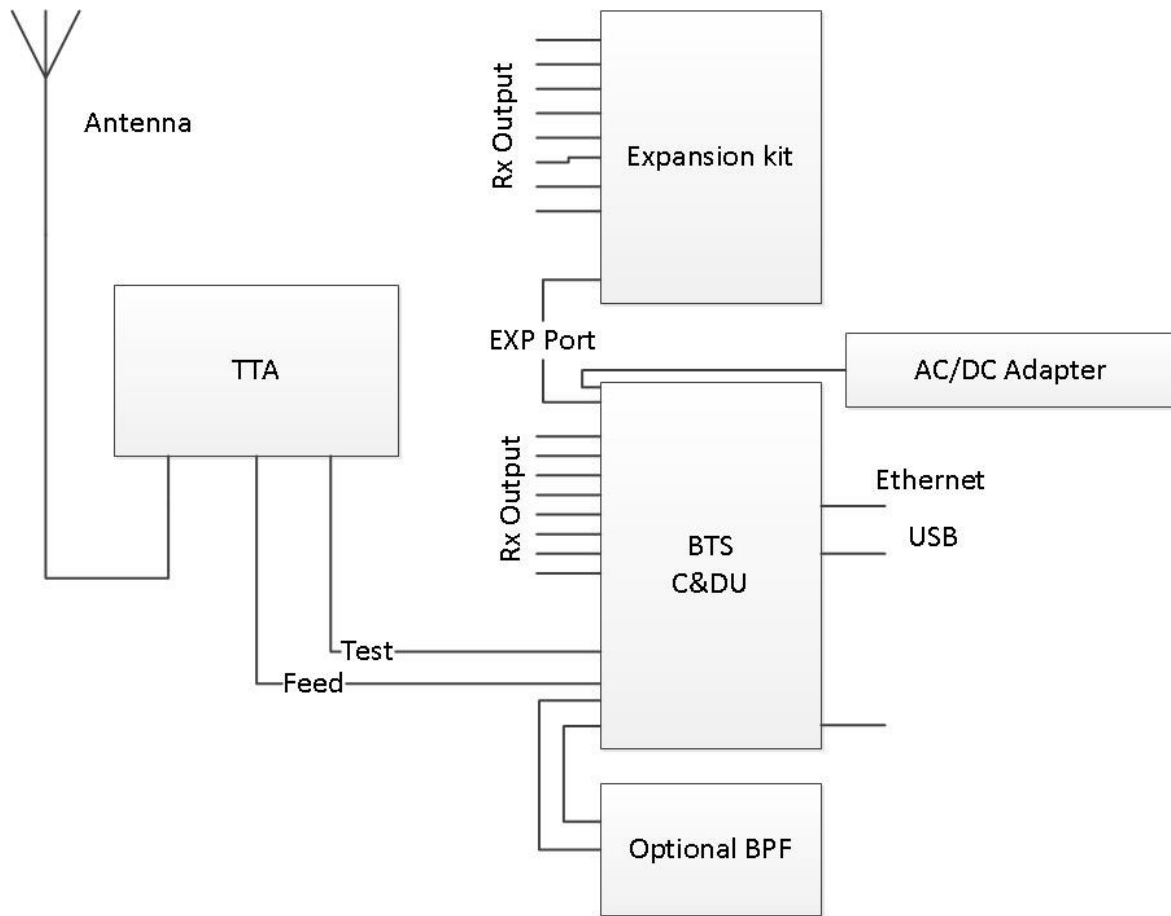 Antenna
Rx Output
Expansion kit
EXP Port
TTA
AC/DC Adapter
Rx Output
BTS
C&DU
Ethernet
USB
Test
Feed
Optional BPF